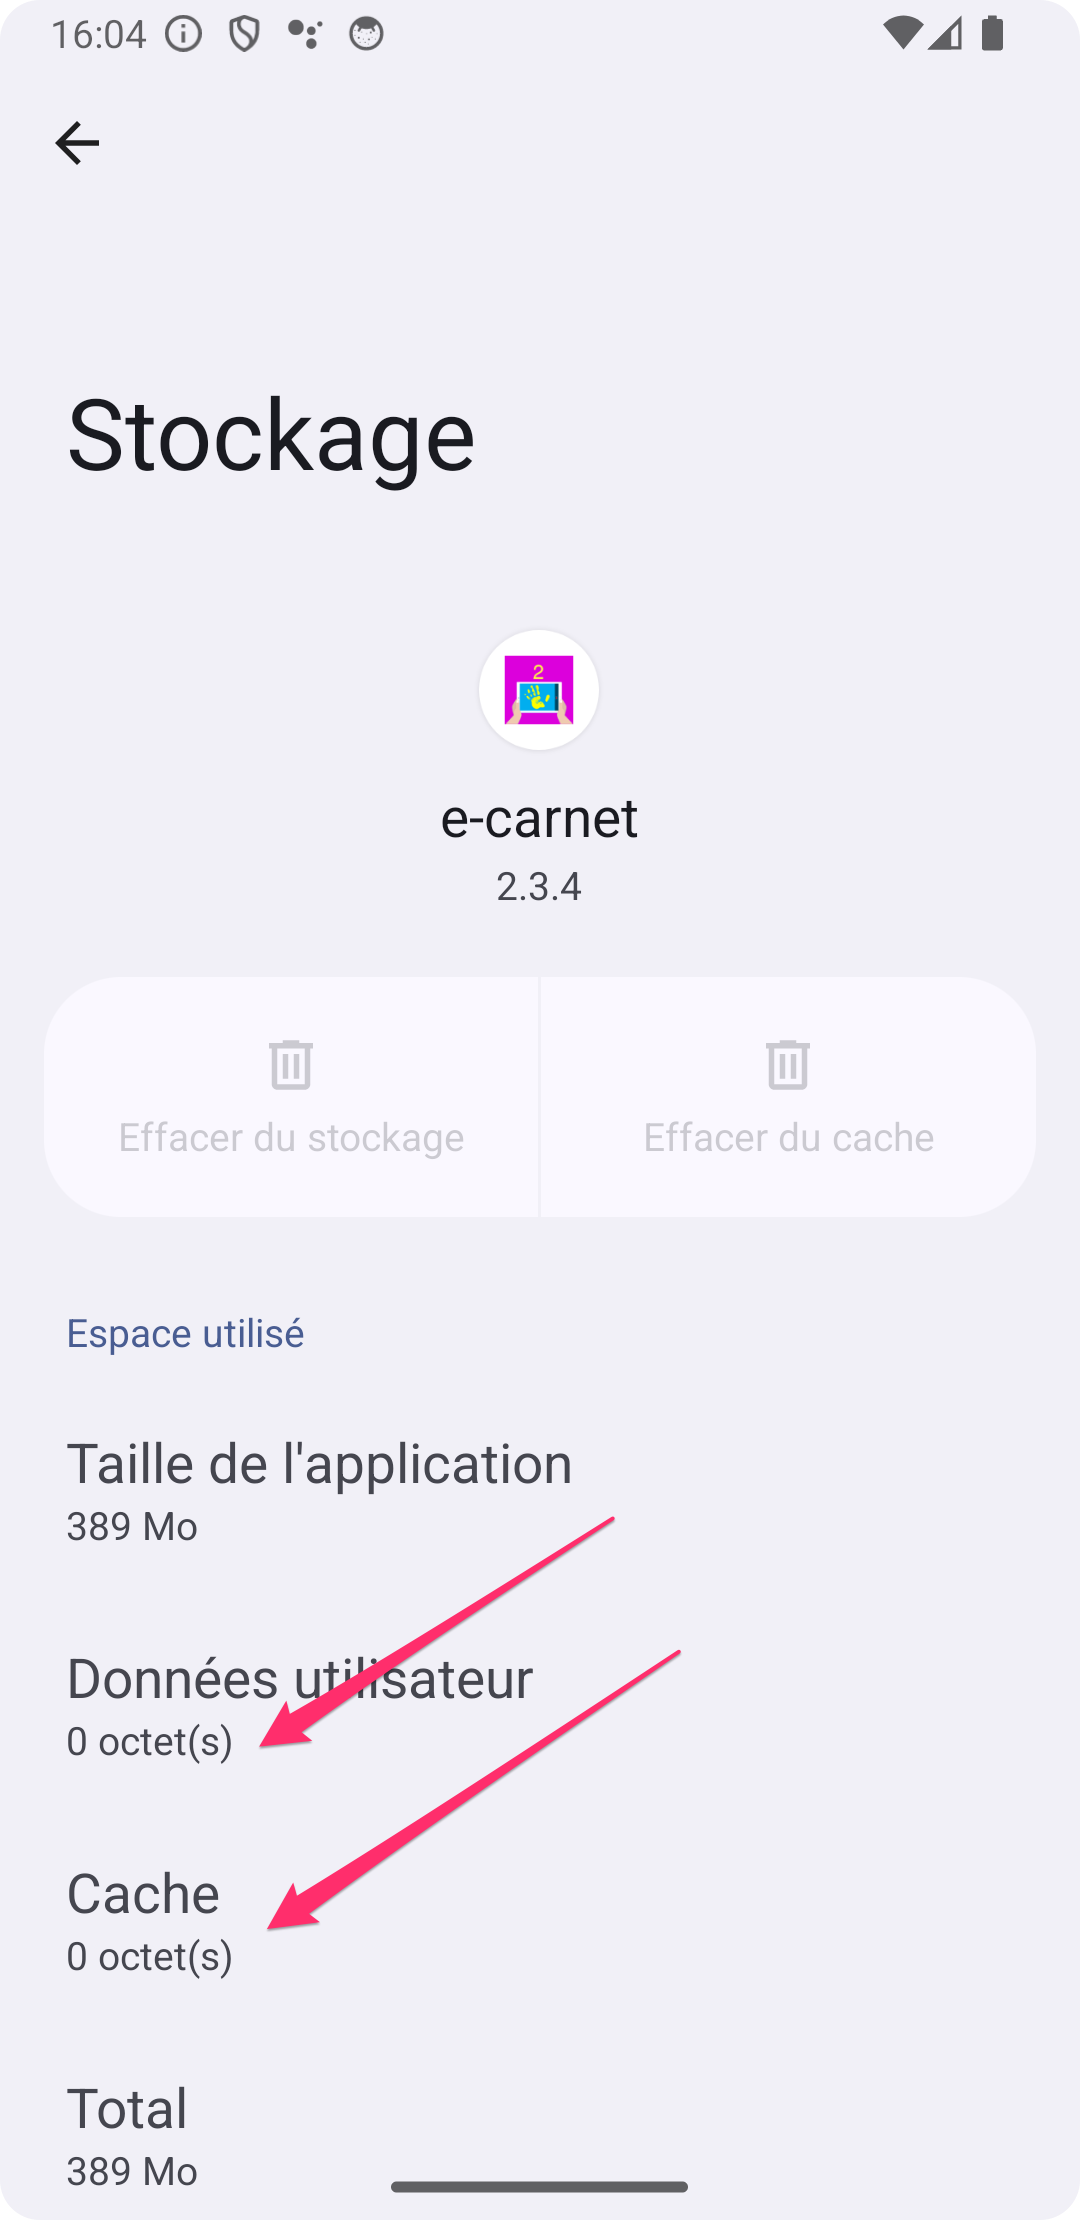 16:04
Stockage
2
e-carnet
2.3.4
Effacer du stockage
Effacer du cache
Espace utilisé
Taille de l'application
389 Mo
Données utilisateur
0 octet(s)
Cache
0 octet(s)
Total
389 Mo